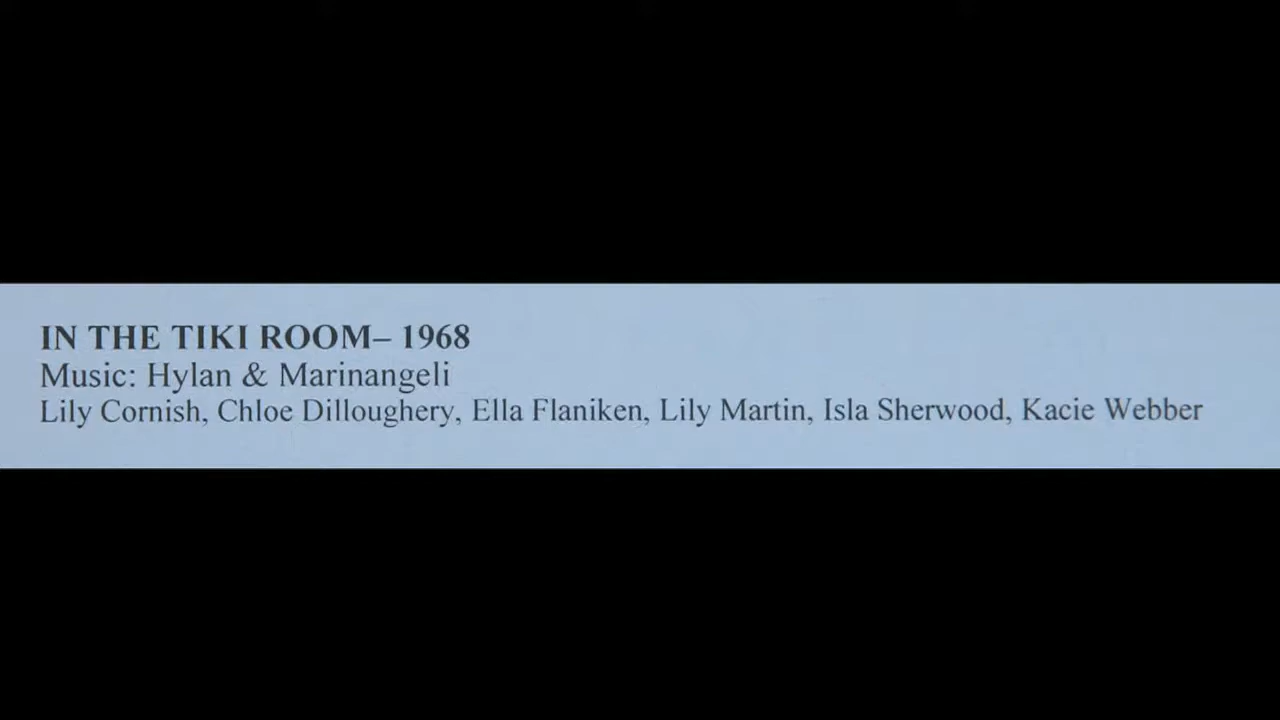 IN THE TIKI ROOM– 1968
Music: Hylan & Marinangeli
Lily Cornish, Chloe Dilloughery, Ella Flaniken, Lily Martin, Isla Sherwood, Kacie Webber